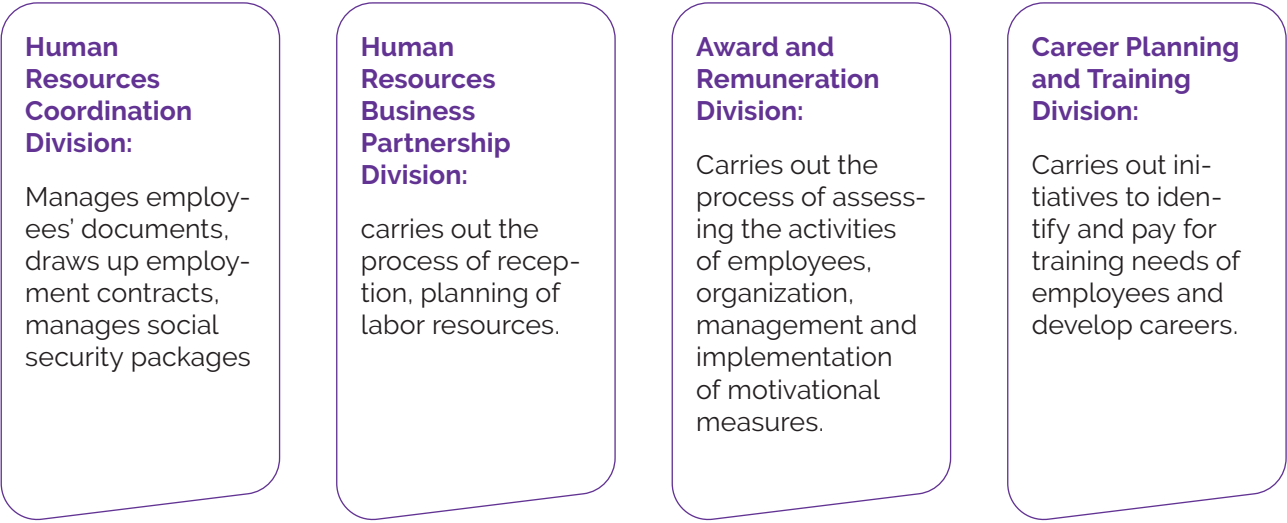 Human
Resources
Coordination
Division:
Manages employ-
ees’ documents,
draws up employ-
ment contracts,
manages social
security packages
Human
Resources
Business
Partnership
Division:
carries out the
process of recep-
tion, planning of
labor resources.
Award and
Remuneration
Division:
Carries out the
process of assess-
ing the activities
of employees,
organization,
management and
implementation
of motivational
measures.
Career Planning
and Training
Division:
Carries out ini-
tiatives to iden-
tify and pay for
training needs of
employees and
develop careers.